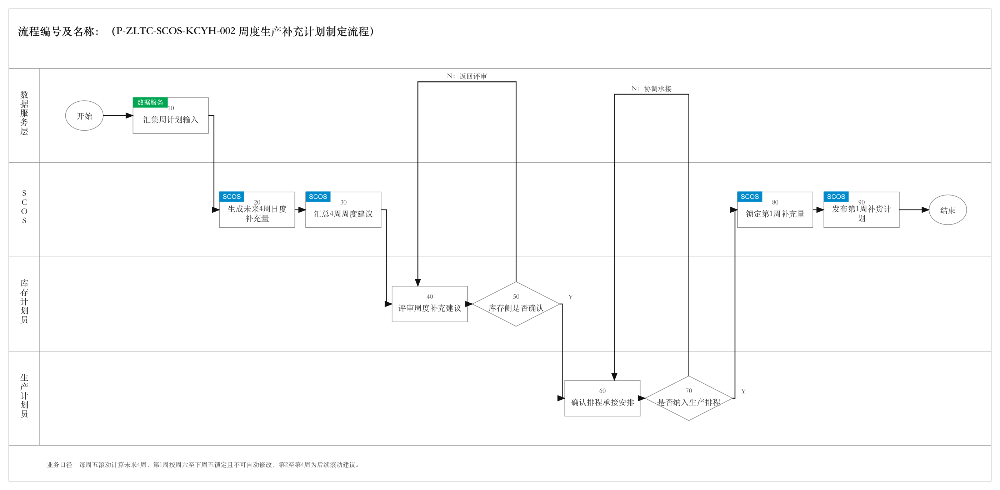 流程编号及名称：（P-ZLTC-SCOS-KCYH-002 周度生产补充计划制定流程）
N：返回评审
N：协调承接
数据服务层
开始
数据服务
10
汇集周计划输入
SCOS
SCOS
20
生成未来4周日度
补充量
SCOS
30
汇总4周周度建议
SCOS
80
锁定第1周补充量
SCOS
90
发布第1周补货计
划
结束
库存计划员
40
评审周度补充建议
50
库存侧是否确认
Y
生产计划员
60
确认排程承接安排
70
是否纳入生产排程
Y
业务口径：每周五滚动计算未来4周；第1周按周六至下周五锁定且不可自动修改，第2至第4周为后续滚动建议。